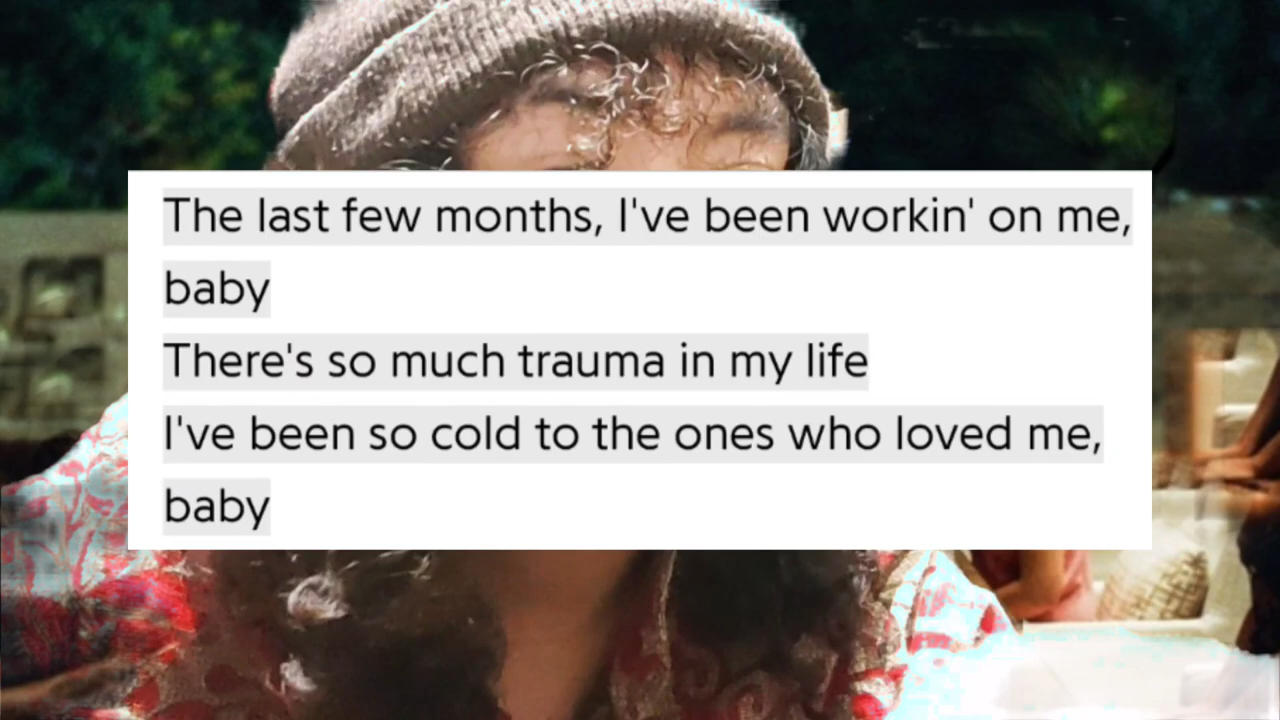 The last few months, I've been workin' on me,
baby
There's so much trauma in my life
I've been so cold to the ones who loved me,
baby